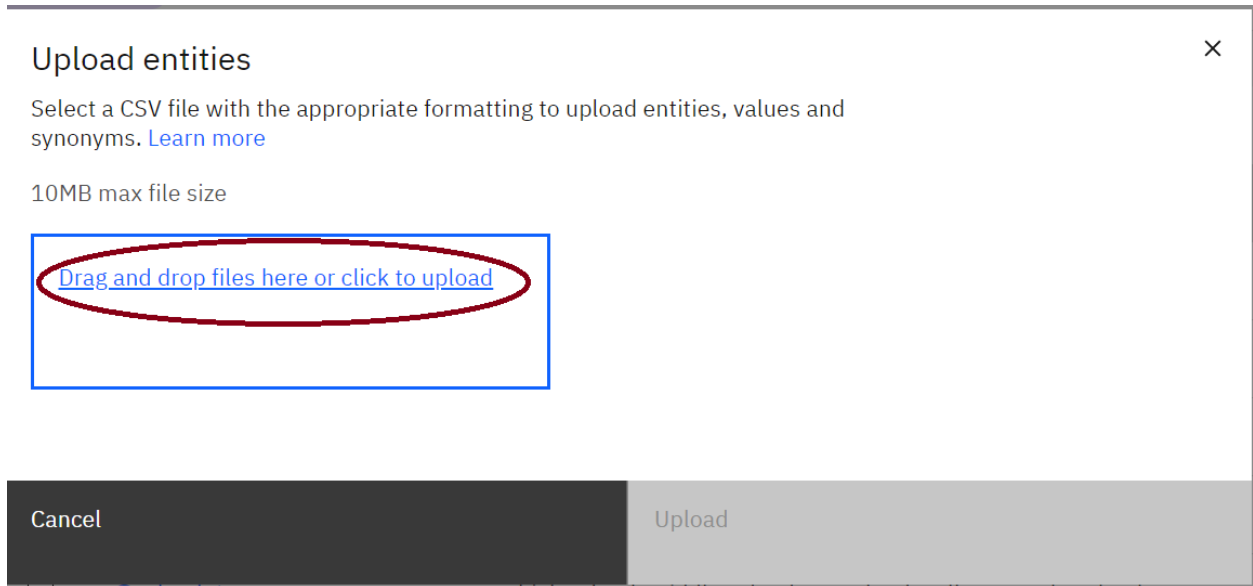 Upload entities
Select a CSV file with the appropriate formatting to upload entities, values and
synonyms. Learn more
10MB max file size
Drag and drop files here or click to upload
Cancel
Upload